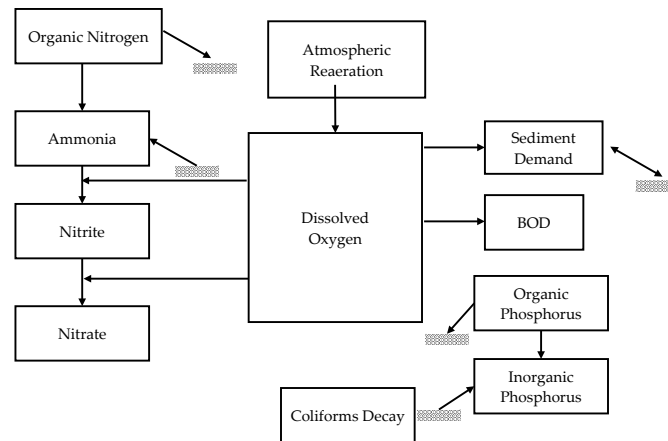 Organic Nitrogen
Atmospheric
Reaeration
Ammonia
Sediment
Demand
Dissolved
Oxygen
Nitrite
BOD
Organic
Phosphorus
Nitrate
Inorganic
Phosphorus
Coliforms Decay